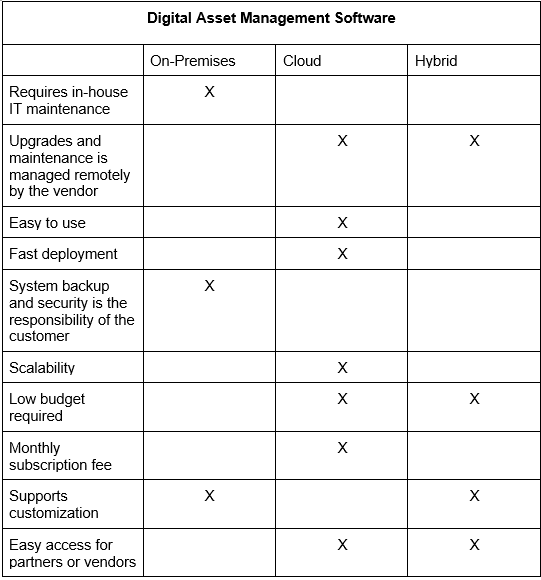 Digital Asset Management Software
On-Premises Cloud Hybrid
Requires in-house X
IT maintenance
Upgrades and X X
maintenance is
managed remotely
by the vendor
Easy to use X
Fast deployment X
System backup X
and security is the
responsibility of the
customer
Scalability X
Low budget X X
required
Monthly X
subscription fee
Supports X X
customization
Easy access for X X
partners or vendors